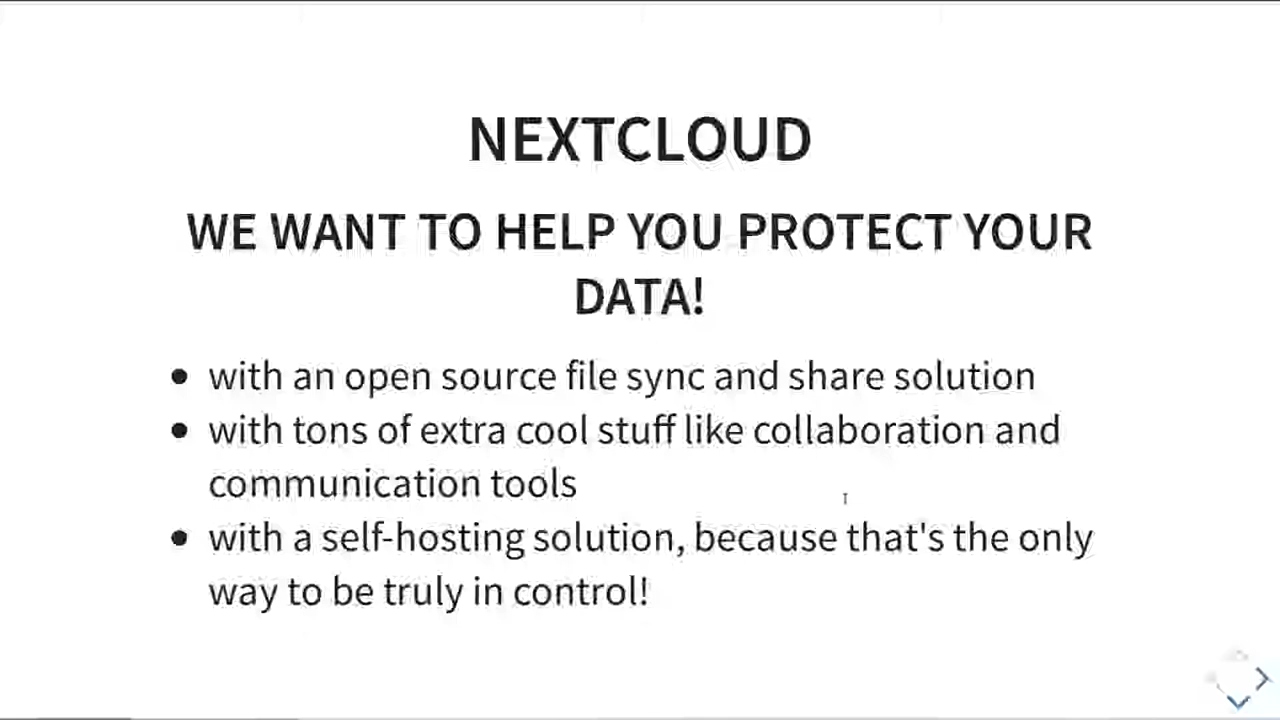 NEXTCLOUD
WE WANT TO HELP YOU PROTECT YOUR
DATA!
• with an open source file sync and share solution
• with tons of extra cool stuff like collaboration and
communication tools
• with a self-hosting solution, because that's the only
way to be truly in control!